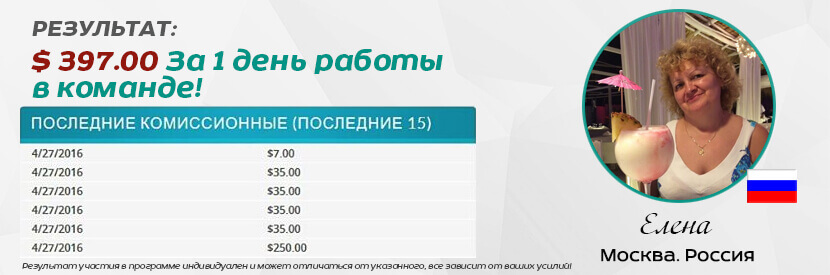 РЕЗУЛЬТАТ:
$ 397.00 За 1 день работы
в команде!
ПОСЛЕДНИЕ КОМИССИОННЫЕ (ПОСЛЕДНИЕ 15)
4/27/2016 $7.00
4/27/2016 $35.00
4/27/2016 $35.00
4/27/2016 $35.00
4/27/2016 $35.00
4/27/2016 $250.00
Результат участия в программе индивидуален и может отличаться от указанного, все зависит от ваших усилий!
Елена
Москва. Россия